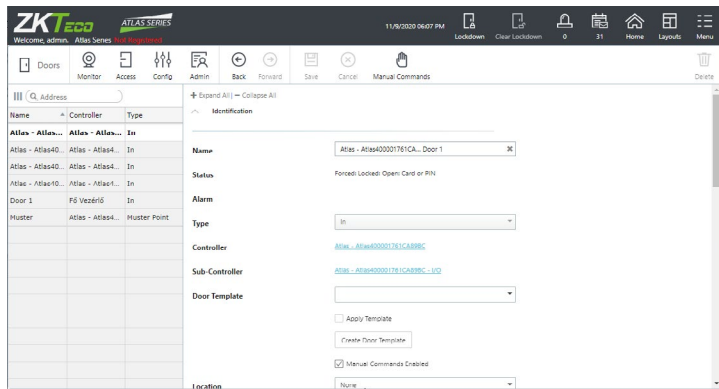 ZKTeco ATLAS SERIES
Welcome, admin. Atlas Series Not Registered
11/9/2020 06:07 PM
Lockdown Clear Lockdown 0 31 Home Layouts Menu
Doors Monitor Access Config Admin Back Forward Save Cancel Manual Commands Delete
Address
Name Controller Type
Atlas - Atlas... Atlas - Atlas... In
Atlas - Atlas40... Atlas - Atlas4... In
Atlas - Atlas40... Atlas - Atlas4... In
Atlas - Atlas40... Atlas - Atlas4... In
Door 1 Fő Vezérlő In
Muster Atlas - Atlas4... Muster Point
Expand All| Collapse All
Identification
Name Atlas - Atlas400001761CA... Door 1
Status Forced: Locked: Open: Card or PIN
Alarm
Type In
Controller Atlas - Atlas400001761CA89BC
Sub-Controller Atlas - Atlas400001761CA89BC - I/O
Door Template
Apply Template
Create Door Template
Manual Commands Enabled
Location None